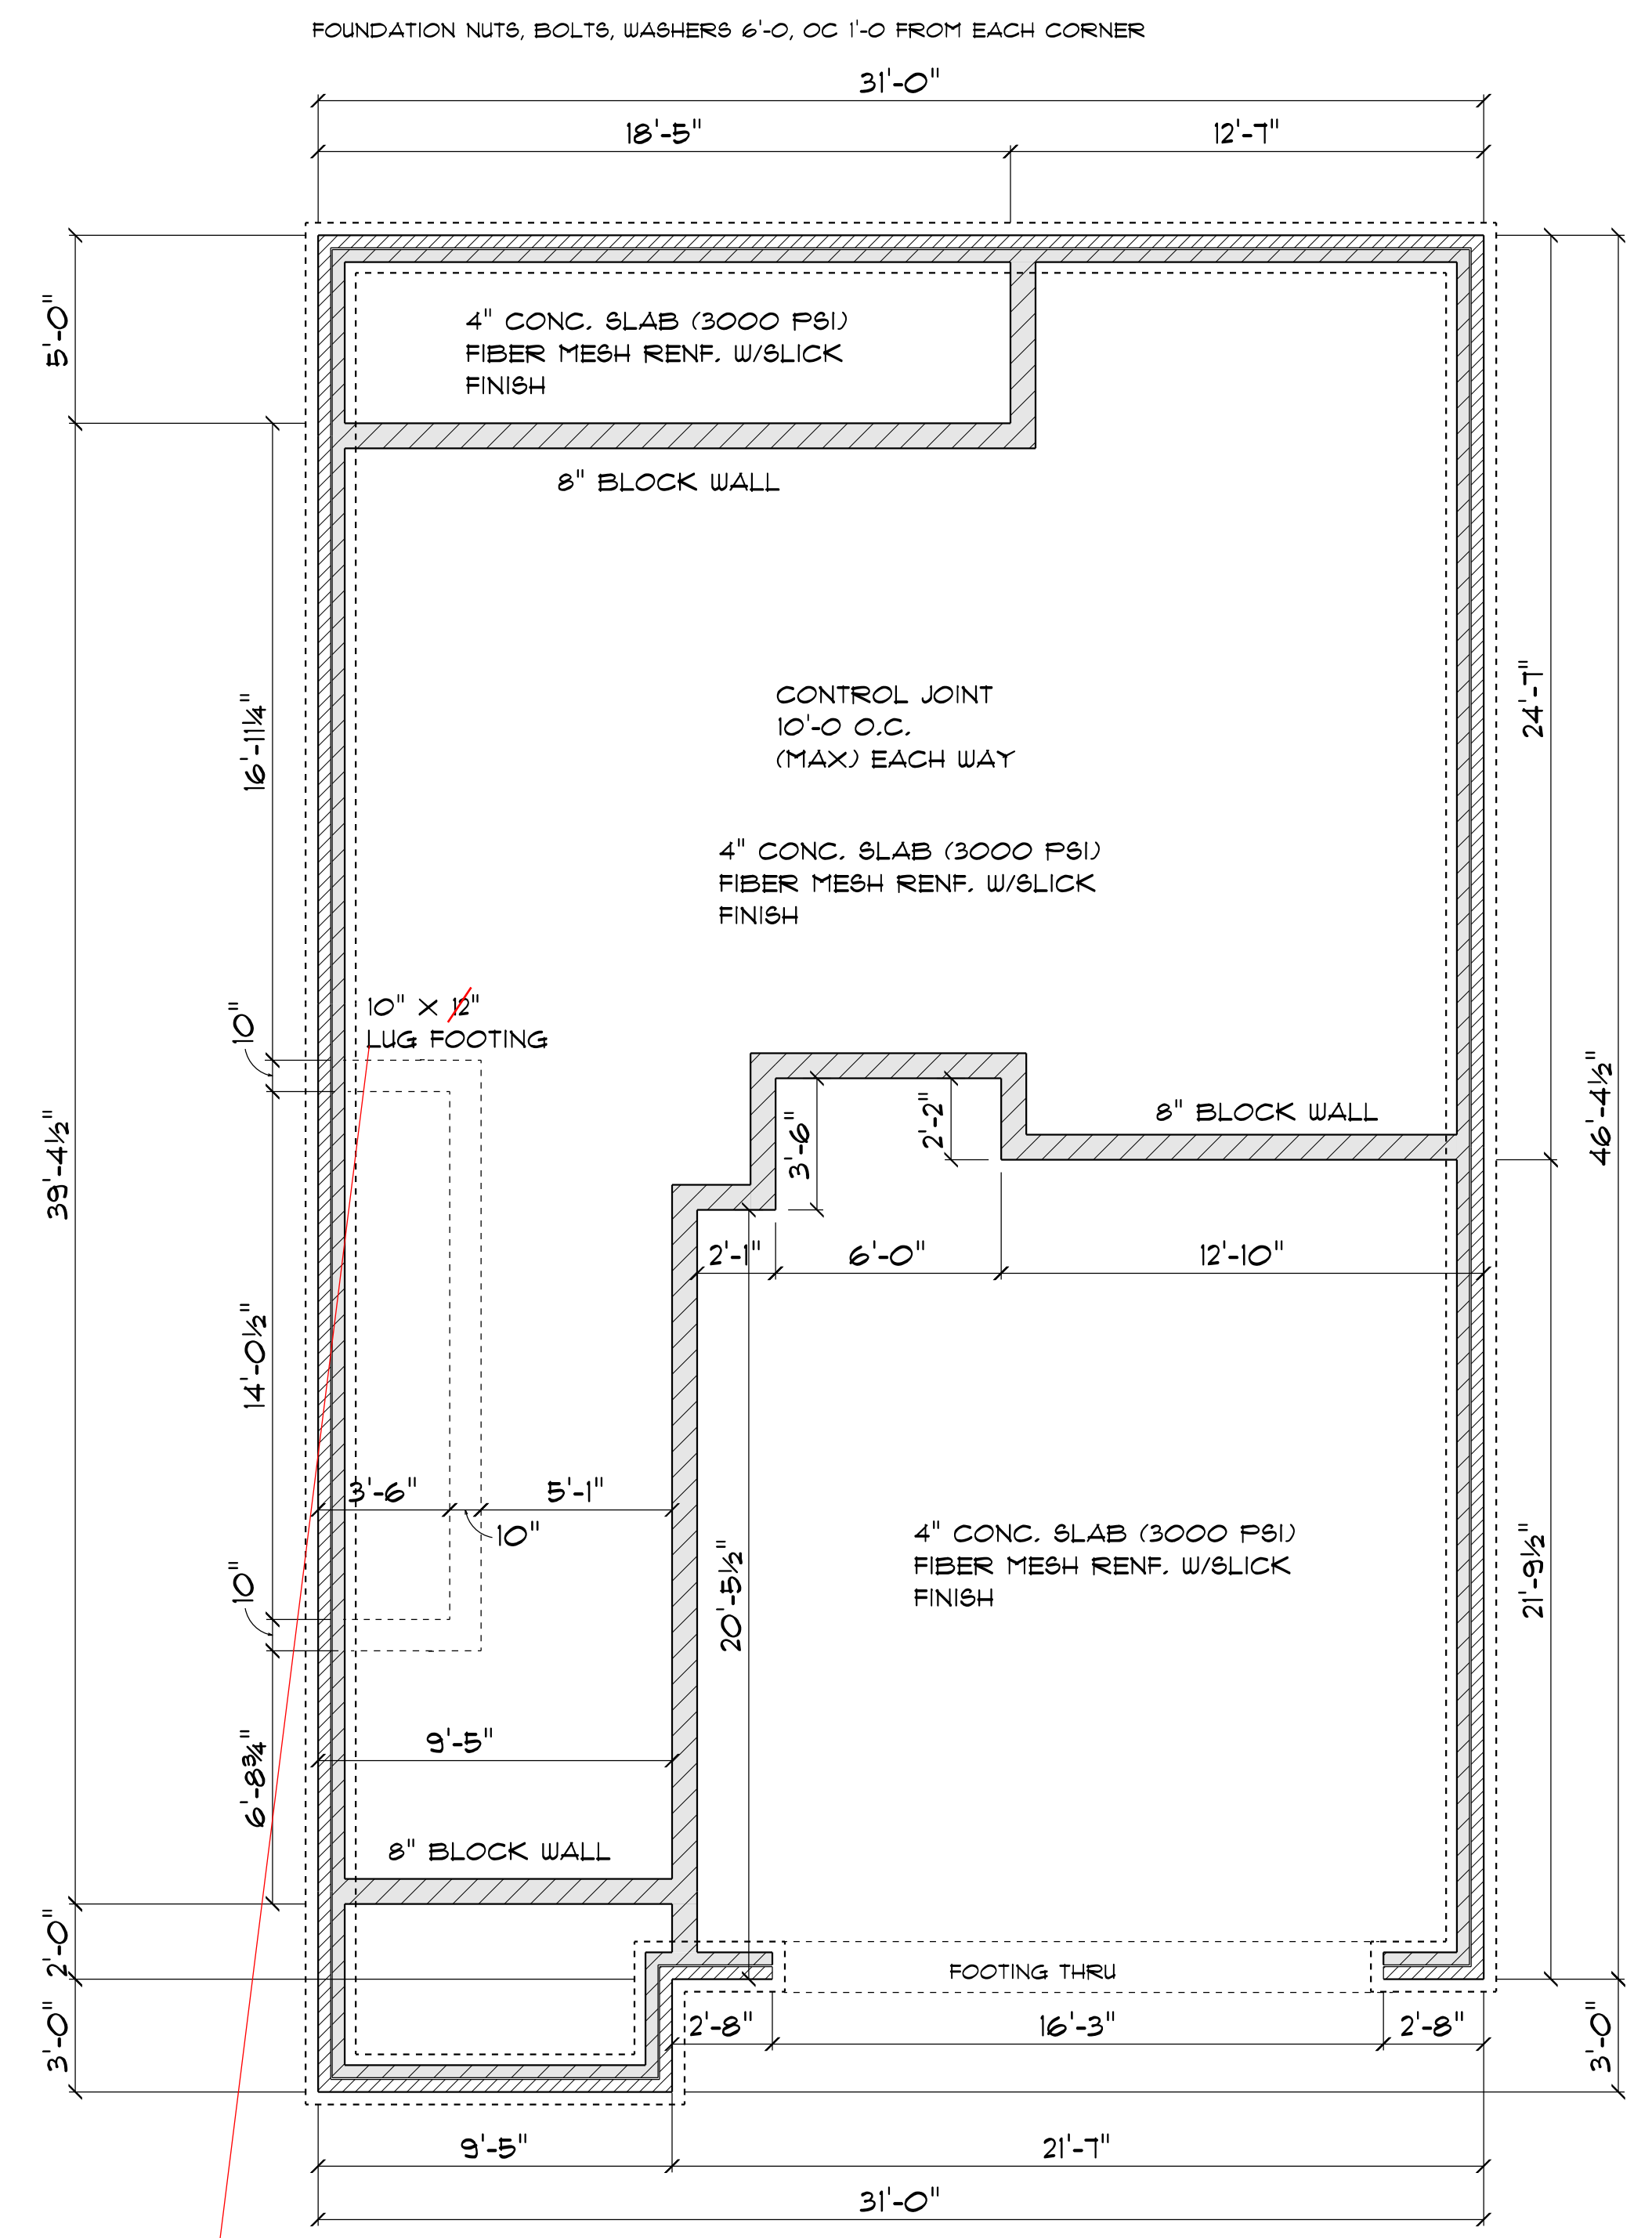 FOUNDATION NUTS, BOLTS, WASHERS 6'-0, OC 1'-0 FROM EACH CORNER
31'-0"
18'-5"
12'-7"
5'-0"
4" CONC. SLAB (3000 PSI)
FIBER MESH RENF. W/SLICK
FINISH
8" BLOCK WALL
16'-11¼"
24'-7"
CONTROL JOINT
10'-0 O.C.
(MAX) EACH WAY
4" CONC. SLAB (3000 PSI)
FIBER MESH RENF. W/SLICK
FINISH
10" X 12"
LUG FOOTING
10"
39'-4½"
46'-4½"
8" BLOCK WALL
3'-6"
2'-2"
2'-1"
6'-0"
12'-10"
14'-0½"
3'-6"
5'-1"
10"
10"
20'-5½"
4" CONC. SLAB (3000 PSI)
FIBER MESH RENF. W/SLICK
FINISH
21'-9½"
9'-5"
6'-8¾"
8" BLOCK WALL
2'-0"
FOOTING THRU
2'-8"
16'-3"
2'-8"
3'-0"
3'-0"
9'-5"
21'-7"
31'-0"